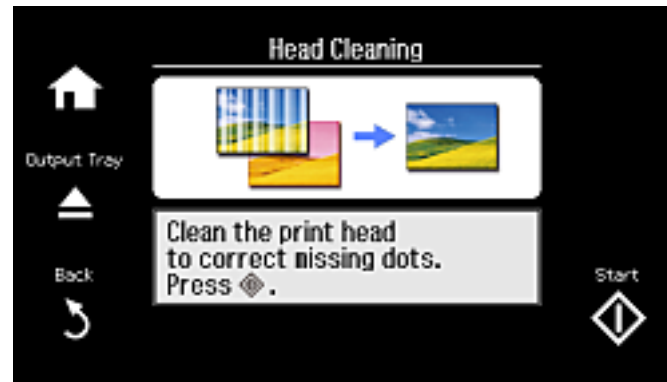 Head Cleaning
Output Tray
Clean the print head
to correct missing dots.
Press .
Back
Start